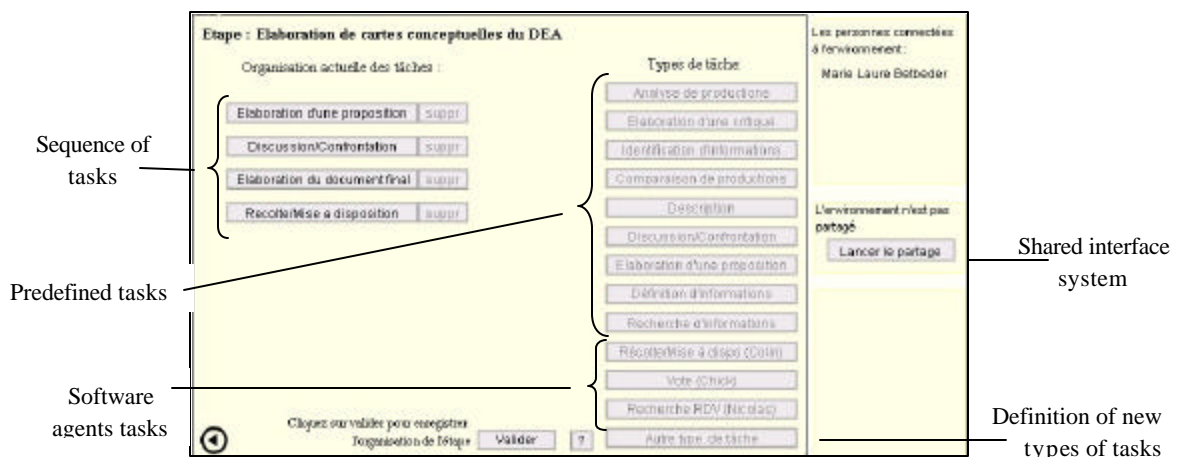 Etape : Elaboration de cartes conceptuelles du DEA
Organisation actuelle des tâches :
Elaboration d'une proposition suppr
Discussion/Confrontation suppr
Elaboration du document final suppr
Recolte/Mise a disposition suppr
Cliquez sur valider pour enregistrer
l'organisation de l'étape Valider ?
Types de tâche
Analyse de productions
Elaboration d'une critique
Identification d'informations
Comparaison de productions
Description
Discussion/Confrontation
Elaboration d'une proposition
Définition d'informations
Recherche d'informations
Récolte/Mise à dispo (Colin)
Vote (Chick)
Recherche RDV (Nicolas)
Autre type de tâche
Les personnes connectées
à l'environnement :
Marie Laure Betbeder
L'environnement n'est pas
partagé
Lancer le partage
Sequence of
tasks
Predefined tasks
Software
agents tasks
Shared interface
system
Definition of new
types of tasks